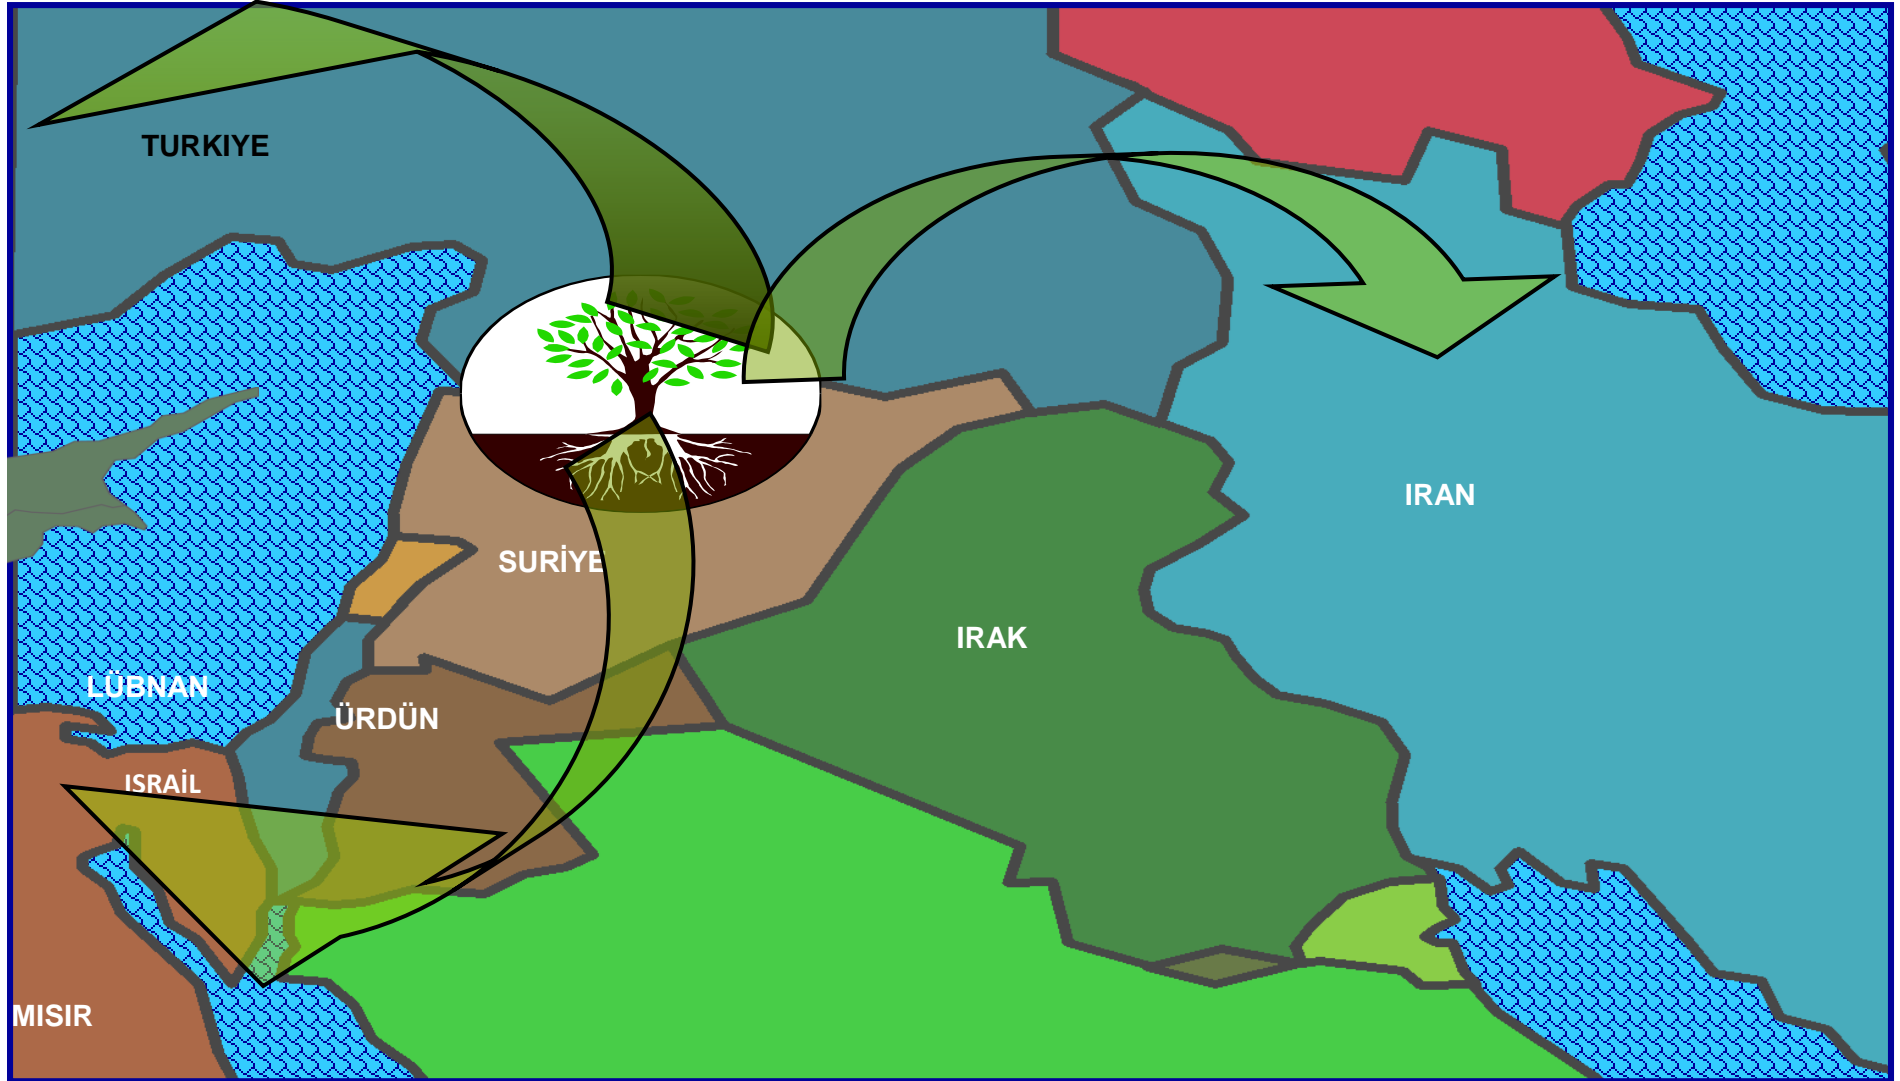 TURKIYE
IRAN
SURİYE
IRAK
LÜBNAN
ÜRDÜN
ISRAİL
MISIR